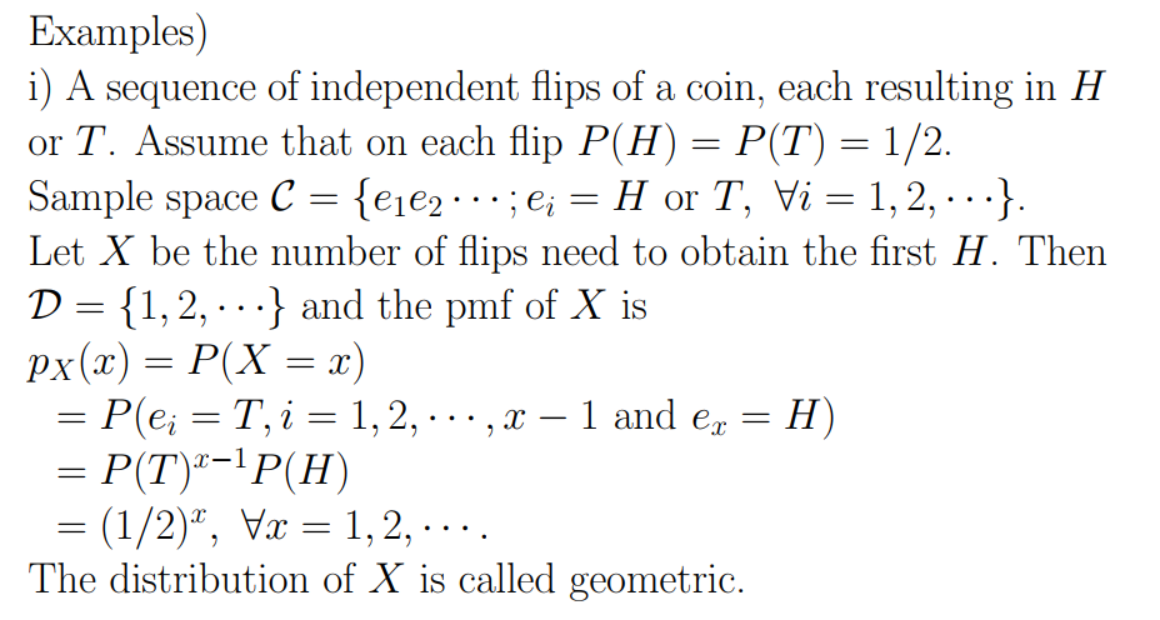 Examples)
i) A sequence of independent flips of a coin, each resulting in H
or T. Assume that on each flip P(H) = P(T) = 1/2.
Sample space 𝒞 = {e₁e₂ · · · ; eᵢ = H or T, ∀i = 1, 2, · · ·}.
Let X be the number of flips need to obtain the first H. Then
𝒟 = {1, 2, · · ·} and the pmf of X is
p_X(x) = P(X = x)
= P(eᵢ = T, i = 1, 2, · · · , x − 1 and eₓ = H)
= P(T)ˣ⁻¹P(H)
= (1/2)ˣ, ∀x = 1, 2, · · · .
The distribution of X is called geometric.